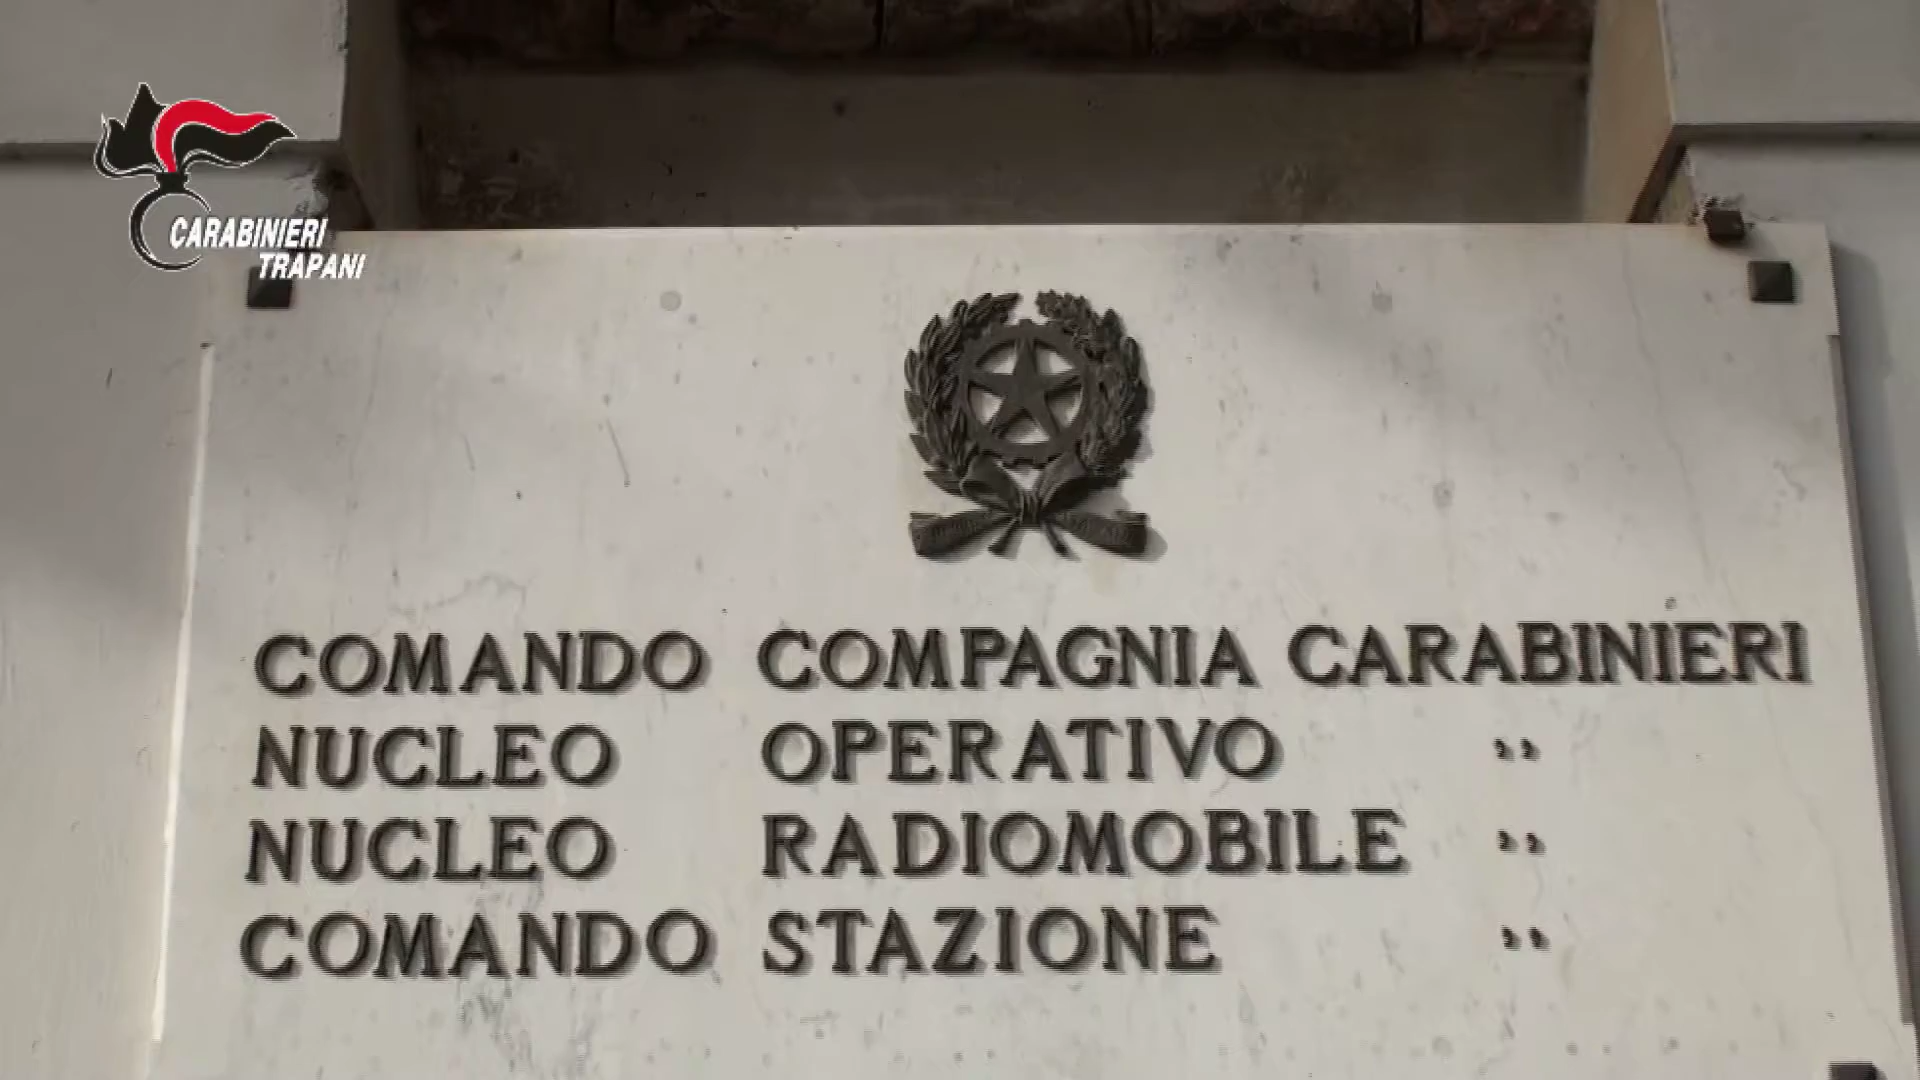 CARABINIERI
TRAPANI
COMANDO COMPAGNIA CARABINIERI
NUCLEO OPERATIVO ,,
NUCLEO RADIOMOBILE ,,
COMANDO STAZIONE ,,